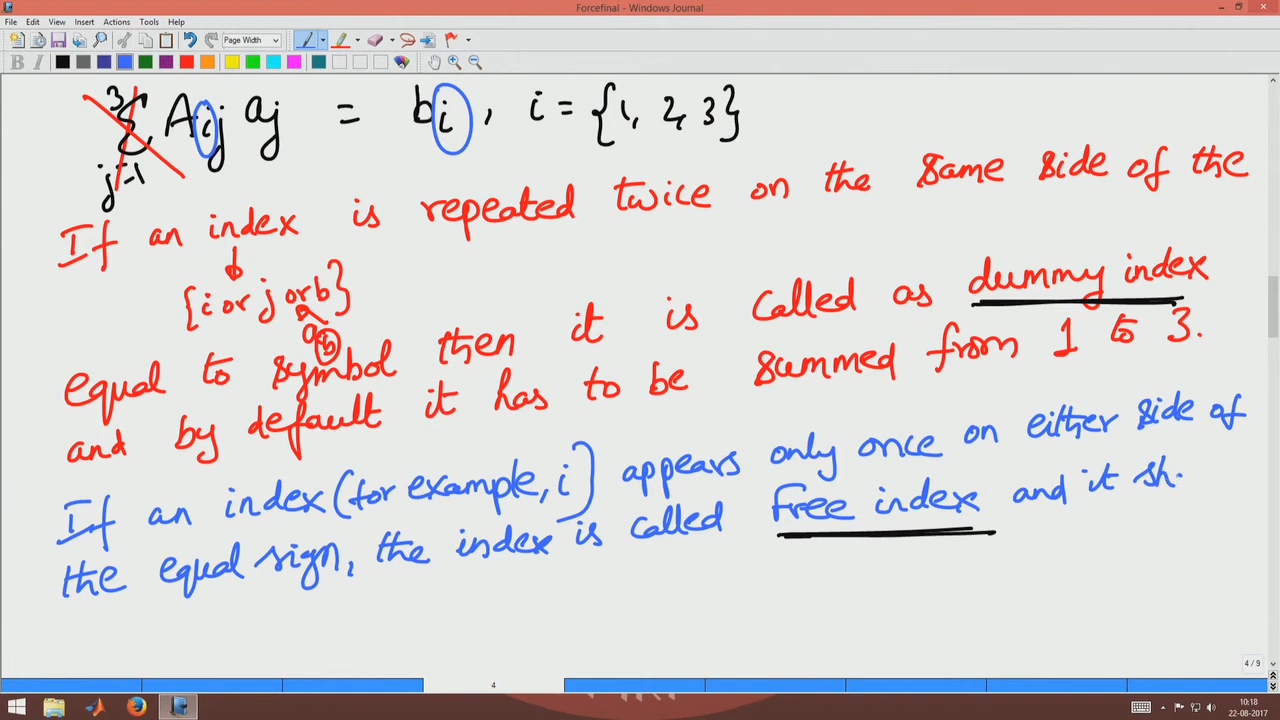 Forcefinal - Windows Journal
File Edit View Insert Actions Tools Help
Page Width
3
Σ Aij aj = bi , i = {1, 2, 3}
j=1
If an index is repeated twice on the same side of the
{i or j or b}
a
b
equal to symbol then it is called as dummy index
and by default it has to be summed from 1 to 3.
If an index (for example, i) appears only once on either side of
the equal sign, the index is called Free index and it sh
4 / 9
4
10:18
22-08-2017